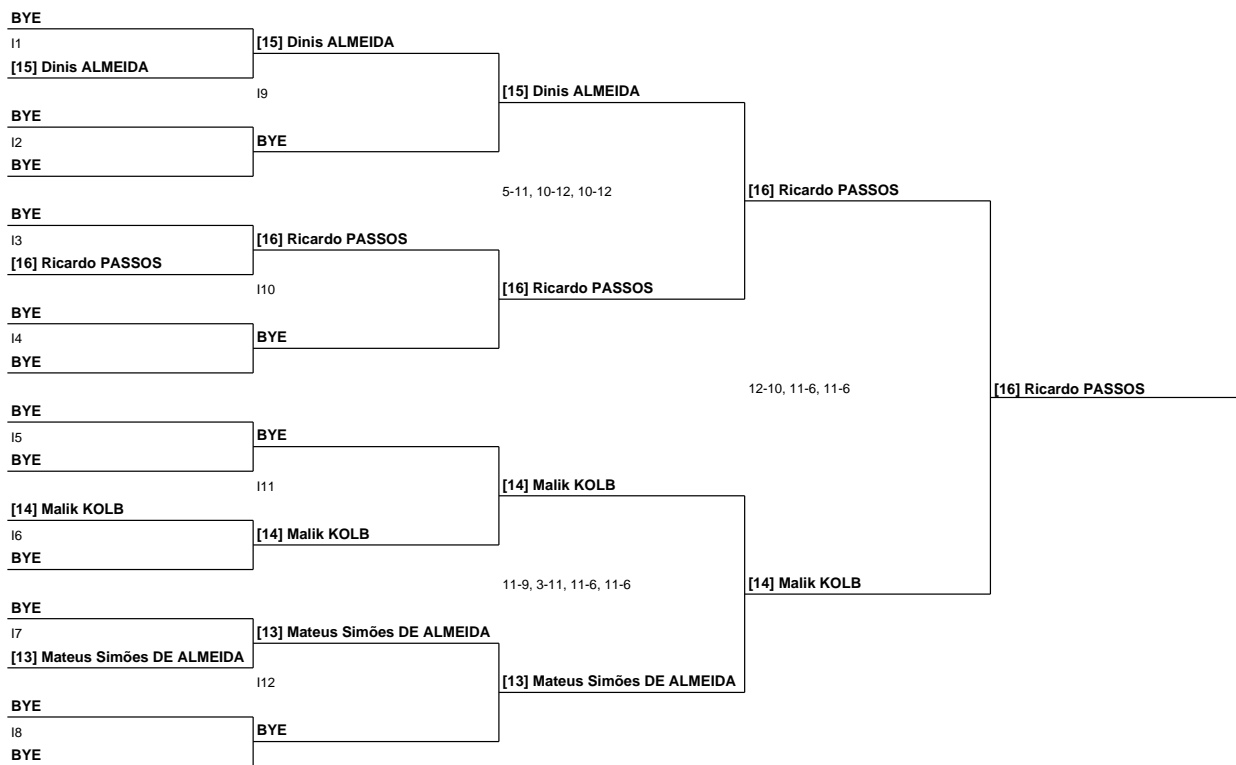 BYE
I1
[15] Dinis ALMEIDA
[15] Dinis ALMEIDA
I9
[15] Dinis ALMEIDA
BYE
I2
BYE
BYE
5-11, 10-12, 10-12
[16] Ricardo PASSOS
BYE
I3
[16] Ricardo PASSOS
[16] Ricardo PASSOS
I10
[16] Ricardo PASSOS
BYE
I4
BYE
BYE
12-10, 11-6, 11-6
[16] Ricardo PASSOS
BYE
I5
BYE
BYE
I11
[14] Malik KOLB
[14] Malik KOLB
I6
[14] Malik KOLB
BYE
11-9, 3-11, 11-6, 11-6
[14] Malik KOLB
BYE
I7
[13] Mateus Simões DE ALMEIDA
[13] Mateus Simões DE ALMEIDA
I12
[13] Mateus Simões DE ALMEIDA
BYE
I8
BYE
BYE